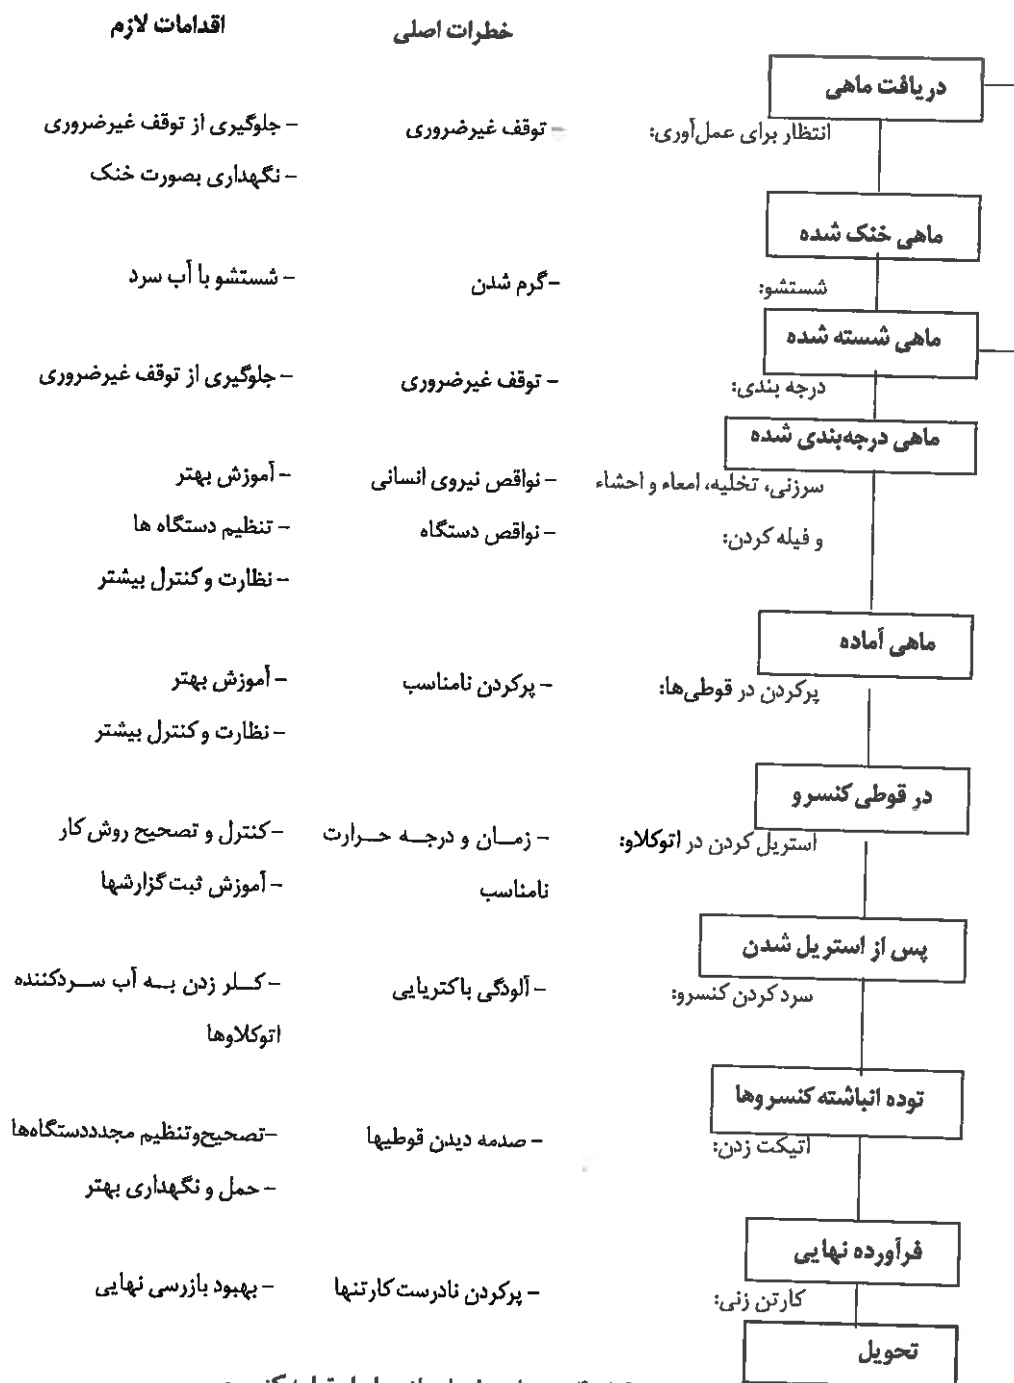 خطرات اصلی
اقدامات لازم
دریافت ماهی
انتظار برای عمل‌آوری:
- توقف غیرضروری
- جلوگیری از توقف غیرضروری
- نگهداری بصورت خنک
ماهی خنک شده
شستشو:
- گرم شدن
- شستشو با آب سرد
ماهی شسته شده
درجه بندی:
- توقف غیرضروری
- جلوگیری از توقف غیرضروری
ماهی درجه‌بندی شده
سرزنی، تخلیه، امعاء و احشاء
- نواقص نیروی انسانی
- آموزش بهتر
و فیله کردن:
- نواقص دستگاه
- تنظیم دستگاه ها
- نظارت و کنترل بیشتر
ماهی آماده
پرکردن در قوطی‌ها:
- پرکردن نامناسب
- آموزش بهتر
- نظارت و کنترل بیشتر
در قوطی کنسرو
استریل کردن در اتوکلاو:
- زمـــان و درجـــه حـــرارت
نامناسب
- کنترل و تصحیح روش کار
- آموزش ثبت گزارشها
پس از استریل شدن
سرد کردن کنسرو:
- آلودگی باکتریایی
- کـــلر زدن بـــه آب ســـردکننده
اتوکلاوها
توده انباشته کنسروها
اتیکت زدن:
- صدمه دیدن قوطیها
- تصحیح‌وتنظیم مجدددستگاه‌ها
- حمل و نگهداری بهتر
فرآورده نهایی
کارتن زنی:
- پرکردن نادرست کارتنها
- بهبود بازرسی نهایی
تحویل